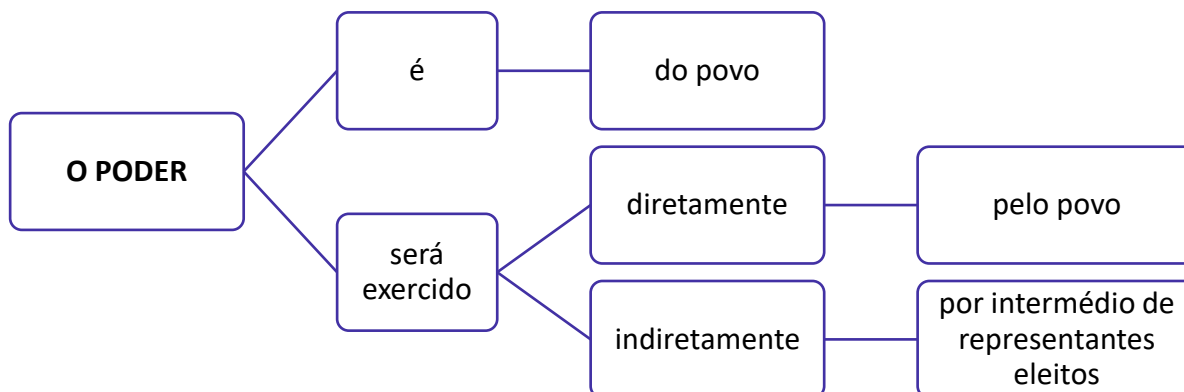 é
do povo
O PODER
diretamente
pelo povo
será
exercido
indiretamente
por intermédio de
representantes
eleitos